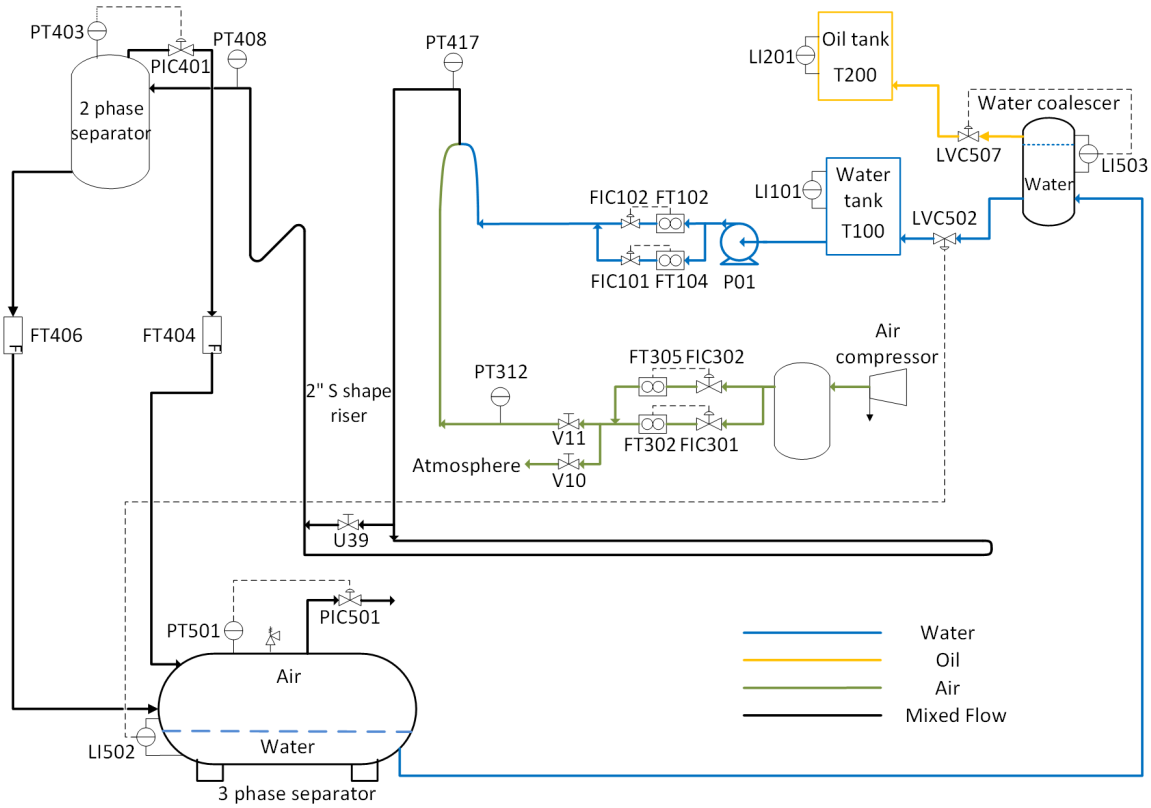 PT403
PIC401
PT408
PT417
2 phase
separator
Oil tank
T200
LI201
Water coalescer
LVC507
LI503
Water
Water
tank
T100
LI101
LVC502
FIC102
FT102
FIC101
FT104
P01
FT406
FT404
F
F
2" S shape
riser
PT312
FT305
FIC302
Air
compressor
V11
FT302
FIC301
Atmosphere
V10
U39
PIC501
PT501
Air
LI502
Water
3 phase separator
Water
Oil
Air
Mixed Flow